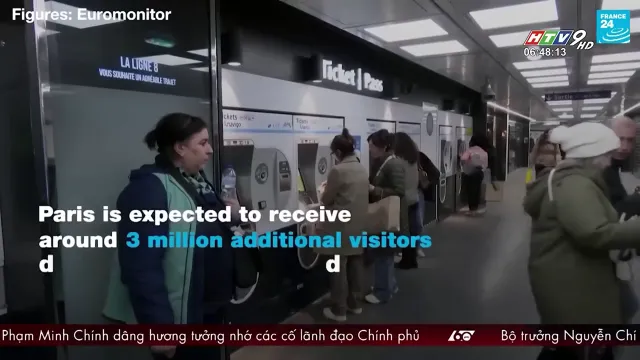 Figures: Euromonitor
FRANCE
24
HTV9
HD
06:48:13
LA LIGNE 8
VOUS SOUHAITE UN AGRÉABLE TRAJET
Ticket | Pass
Sortie
Paris is expected to receive
around 3 million additional visitors
d d
Phạm Minh Chính dâng hương tưởng nhớ các cố lãnh đạo Chính phủ
60
Bộ trưởng Nguyễn Chí